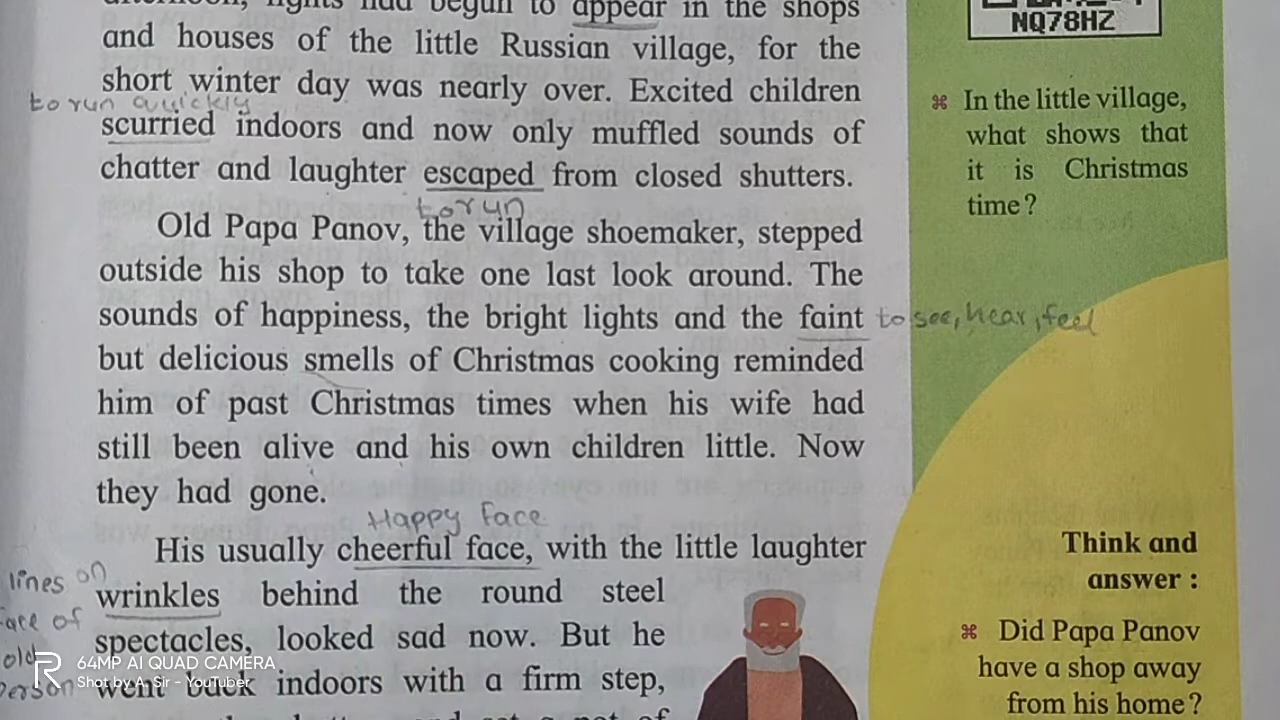 appear in the shops
and houses of the little Russian village, for the
short winter day was nearly over. Excited children
to run quickly
scurried indoors and now only muffled sounds of
chatter and laughter escaped from closed shutters.
to run
Old Papa Panov, the village shoemaker, stepped
outside his shop to take one last look around. The
sounds of happiness, the bright lights and the faint to see, hear, feel
but delicious smells of Christmas cooking reminded
him of past Christmas times when his wife had
still been alive and his own children little. Now
they had gone.
Happy Face
His usually cheerful face, with the little laughter
lines on
wrinkles behind the round steel
face of
spectacles, looked sad now. But he
old
person
went back indoors with a firm step,
NQ78HZ
⌘ In the little village,
what shows that
it is Christmas
time?
Think and
answer :
⌘ Did Papa Panov
have a shop away
from his home?
64MP AI QUAD CAMERA
Shot by A. Sir - YouTuber